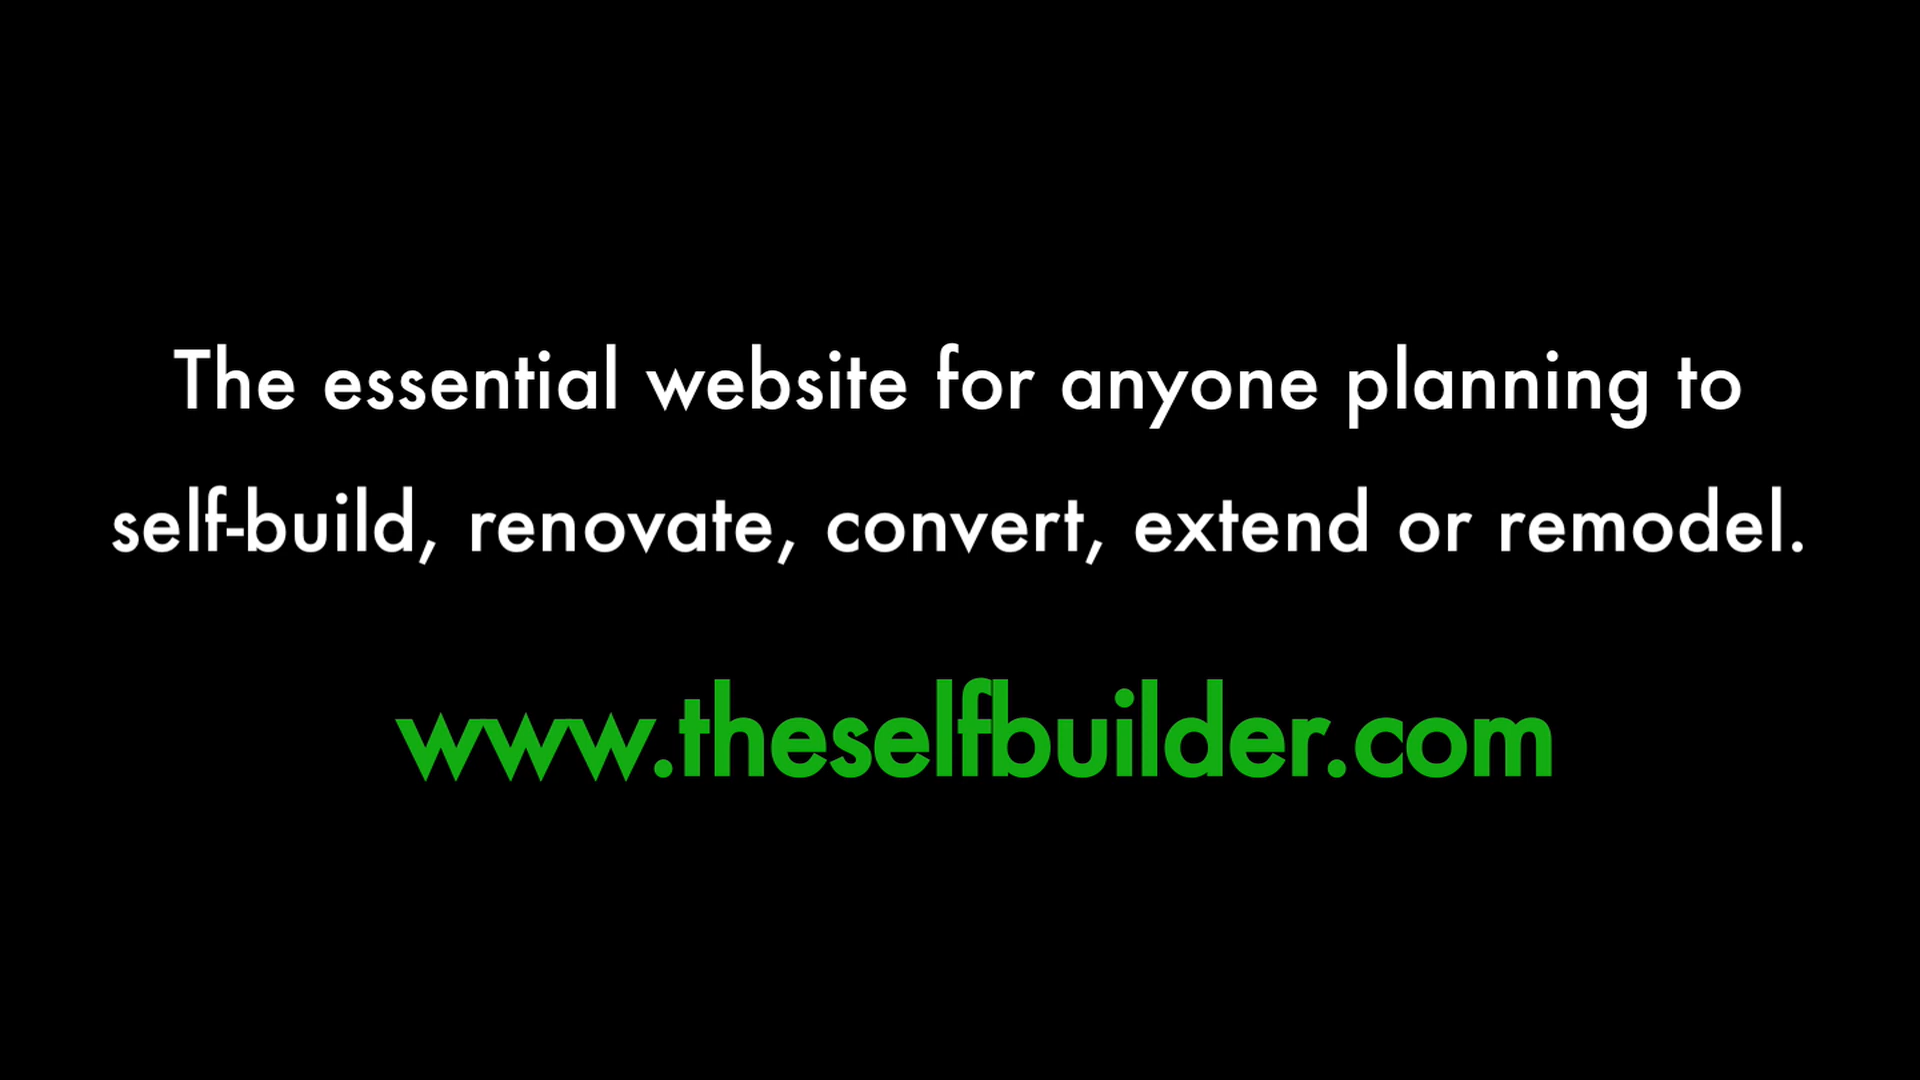 The essential website for anyone planning to
self-build, renovate, convert, extend or remodel.
www.theselfbuilder.com